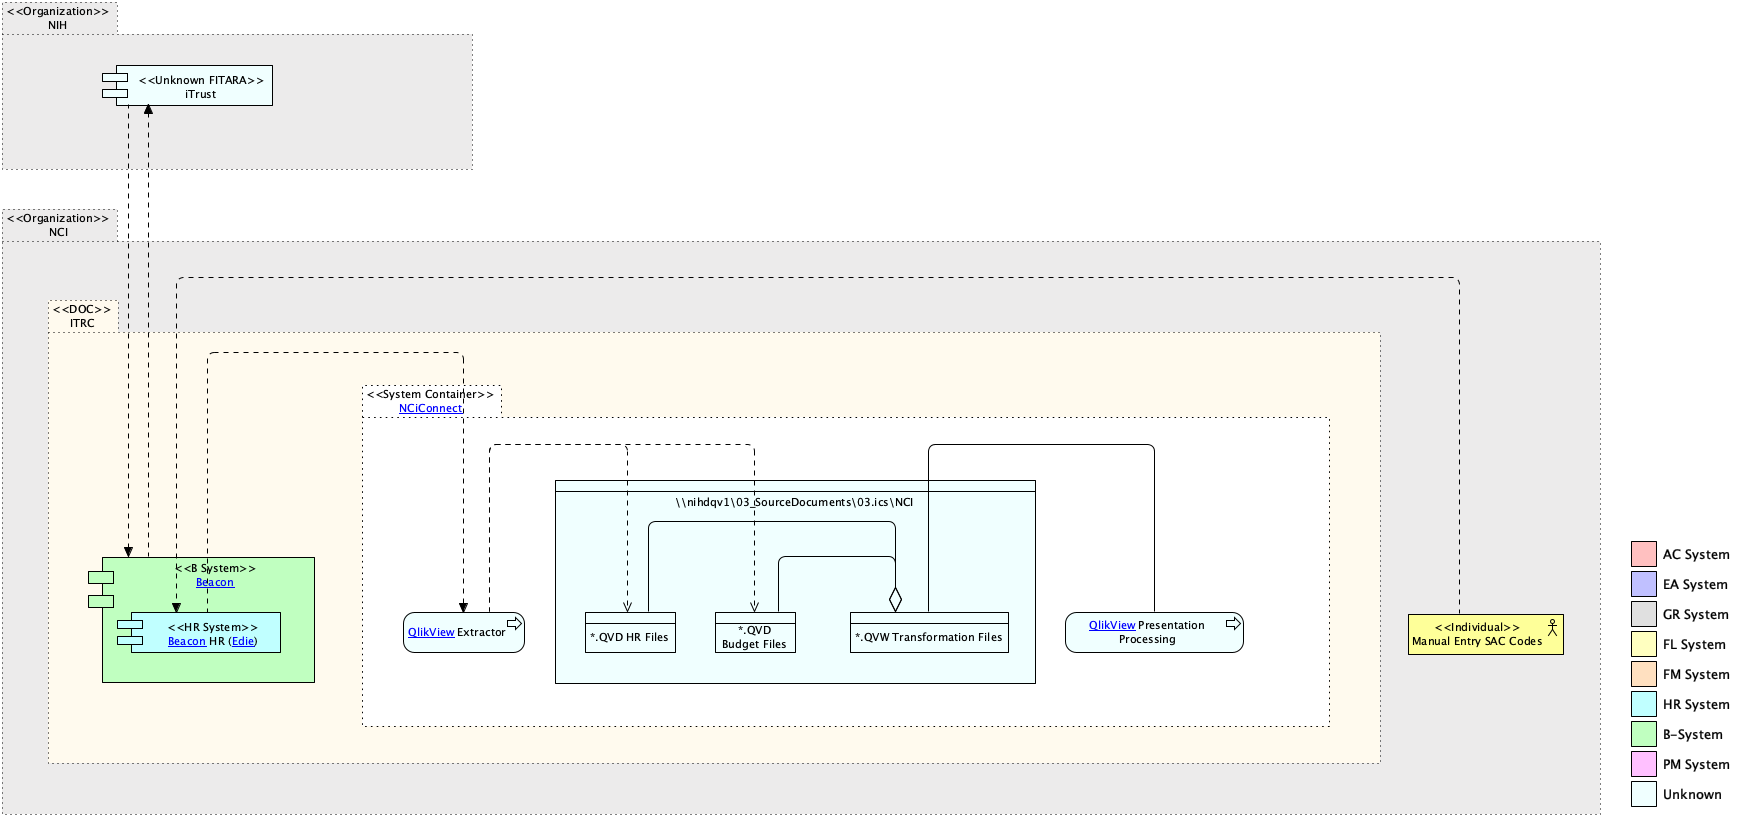 <<Organization>>
NIH
<<Unknown FITARA>>
iTrust
<<Organization>>
NCI
<<DOC>>
ITRC
<<System Container>>
NCiConnect
\\nihdqv1\03_SourceDocuments\03.ics\NCI
<<B System>>
Beacon
<<HR System>>
Beacon HR (Edie)
QlikView Extractor
*.QVD HR Files
*.QVD
Budget Files
*.QVW Transformation Files
QlikView Presentation
Processing
<<Individual>>
Manual Entry SAC Codes
AC System
EA System
GR System
FL System
FM System
HR System
B-System
PM System
Unknown